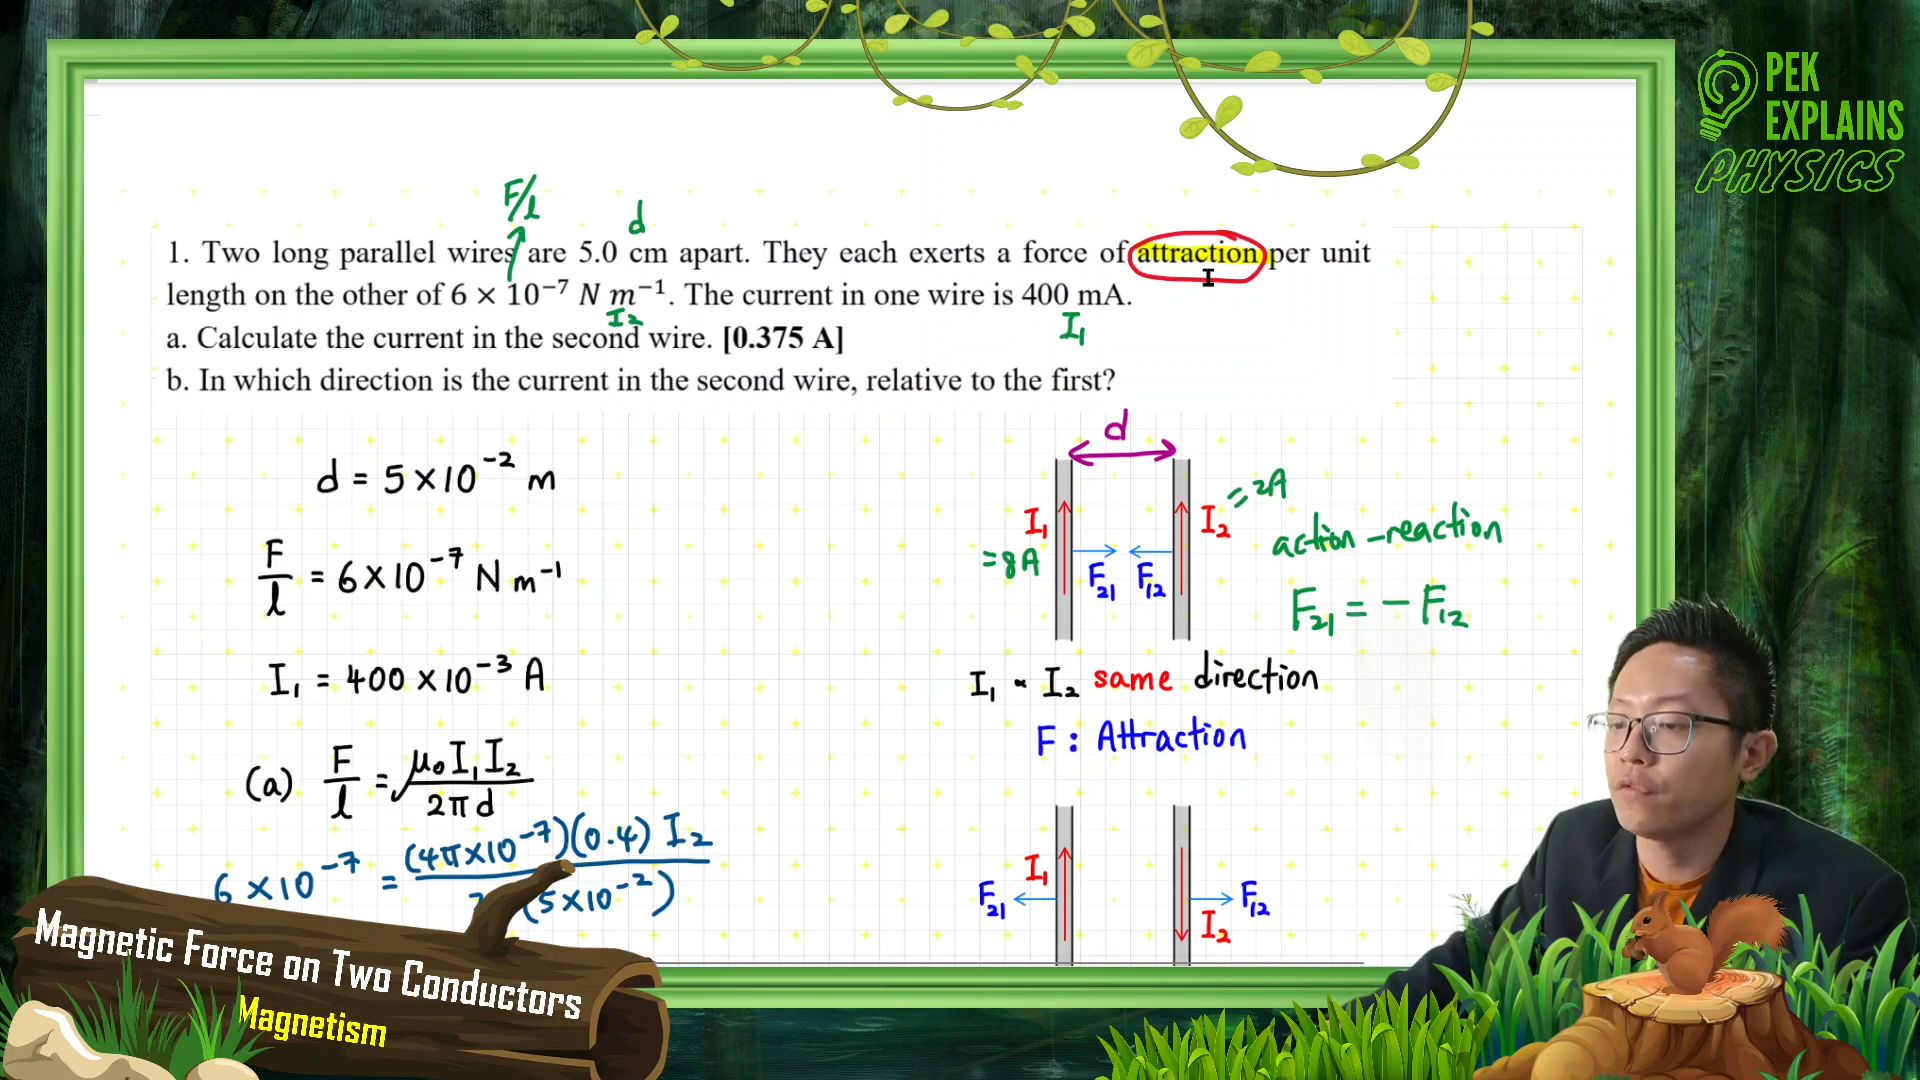 PEK
EXPLAINS
PHYSICS
F/l
d
1. Two long parallel wires are 5.0 cm apart. They each exerts a force of attraction per unit
length on the other of 6 × 10⁻⁷ N m⁻¹. The current in one wire is 400 mA.
I₂
I₁
a. Calculate the current in the second wire. [0.375 A]
b. In which direction is the current in the second wire, relative to the first?
d = 5 × 10⁻² m
F/l = 6 × 10⁻⁷ N m⁻¹
I₁ = 400 × 10⁻³ A
(a) F/l = μ₀ I₁ I₂ / 2π d
6 × 10⁻⁷ = (4π × 10⁻⁷)(0.4) I₂ / (5 × 10⁻²)
d
I₁ = 8A
I₂ = 2A
F₂₁ F₁₂
action - reaction
F₂₁ = - F₁₂
I₁ I₂ same direction
F : Attraction
I₁
F₂₁
F₁₂
I₂
Magnetic Force on Two Conductors
Magnetism